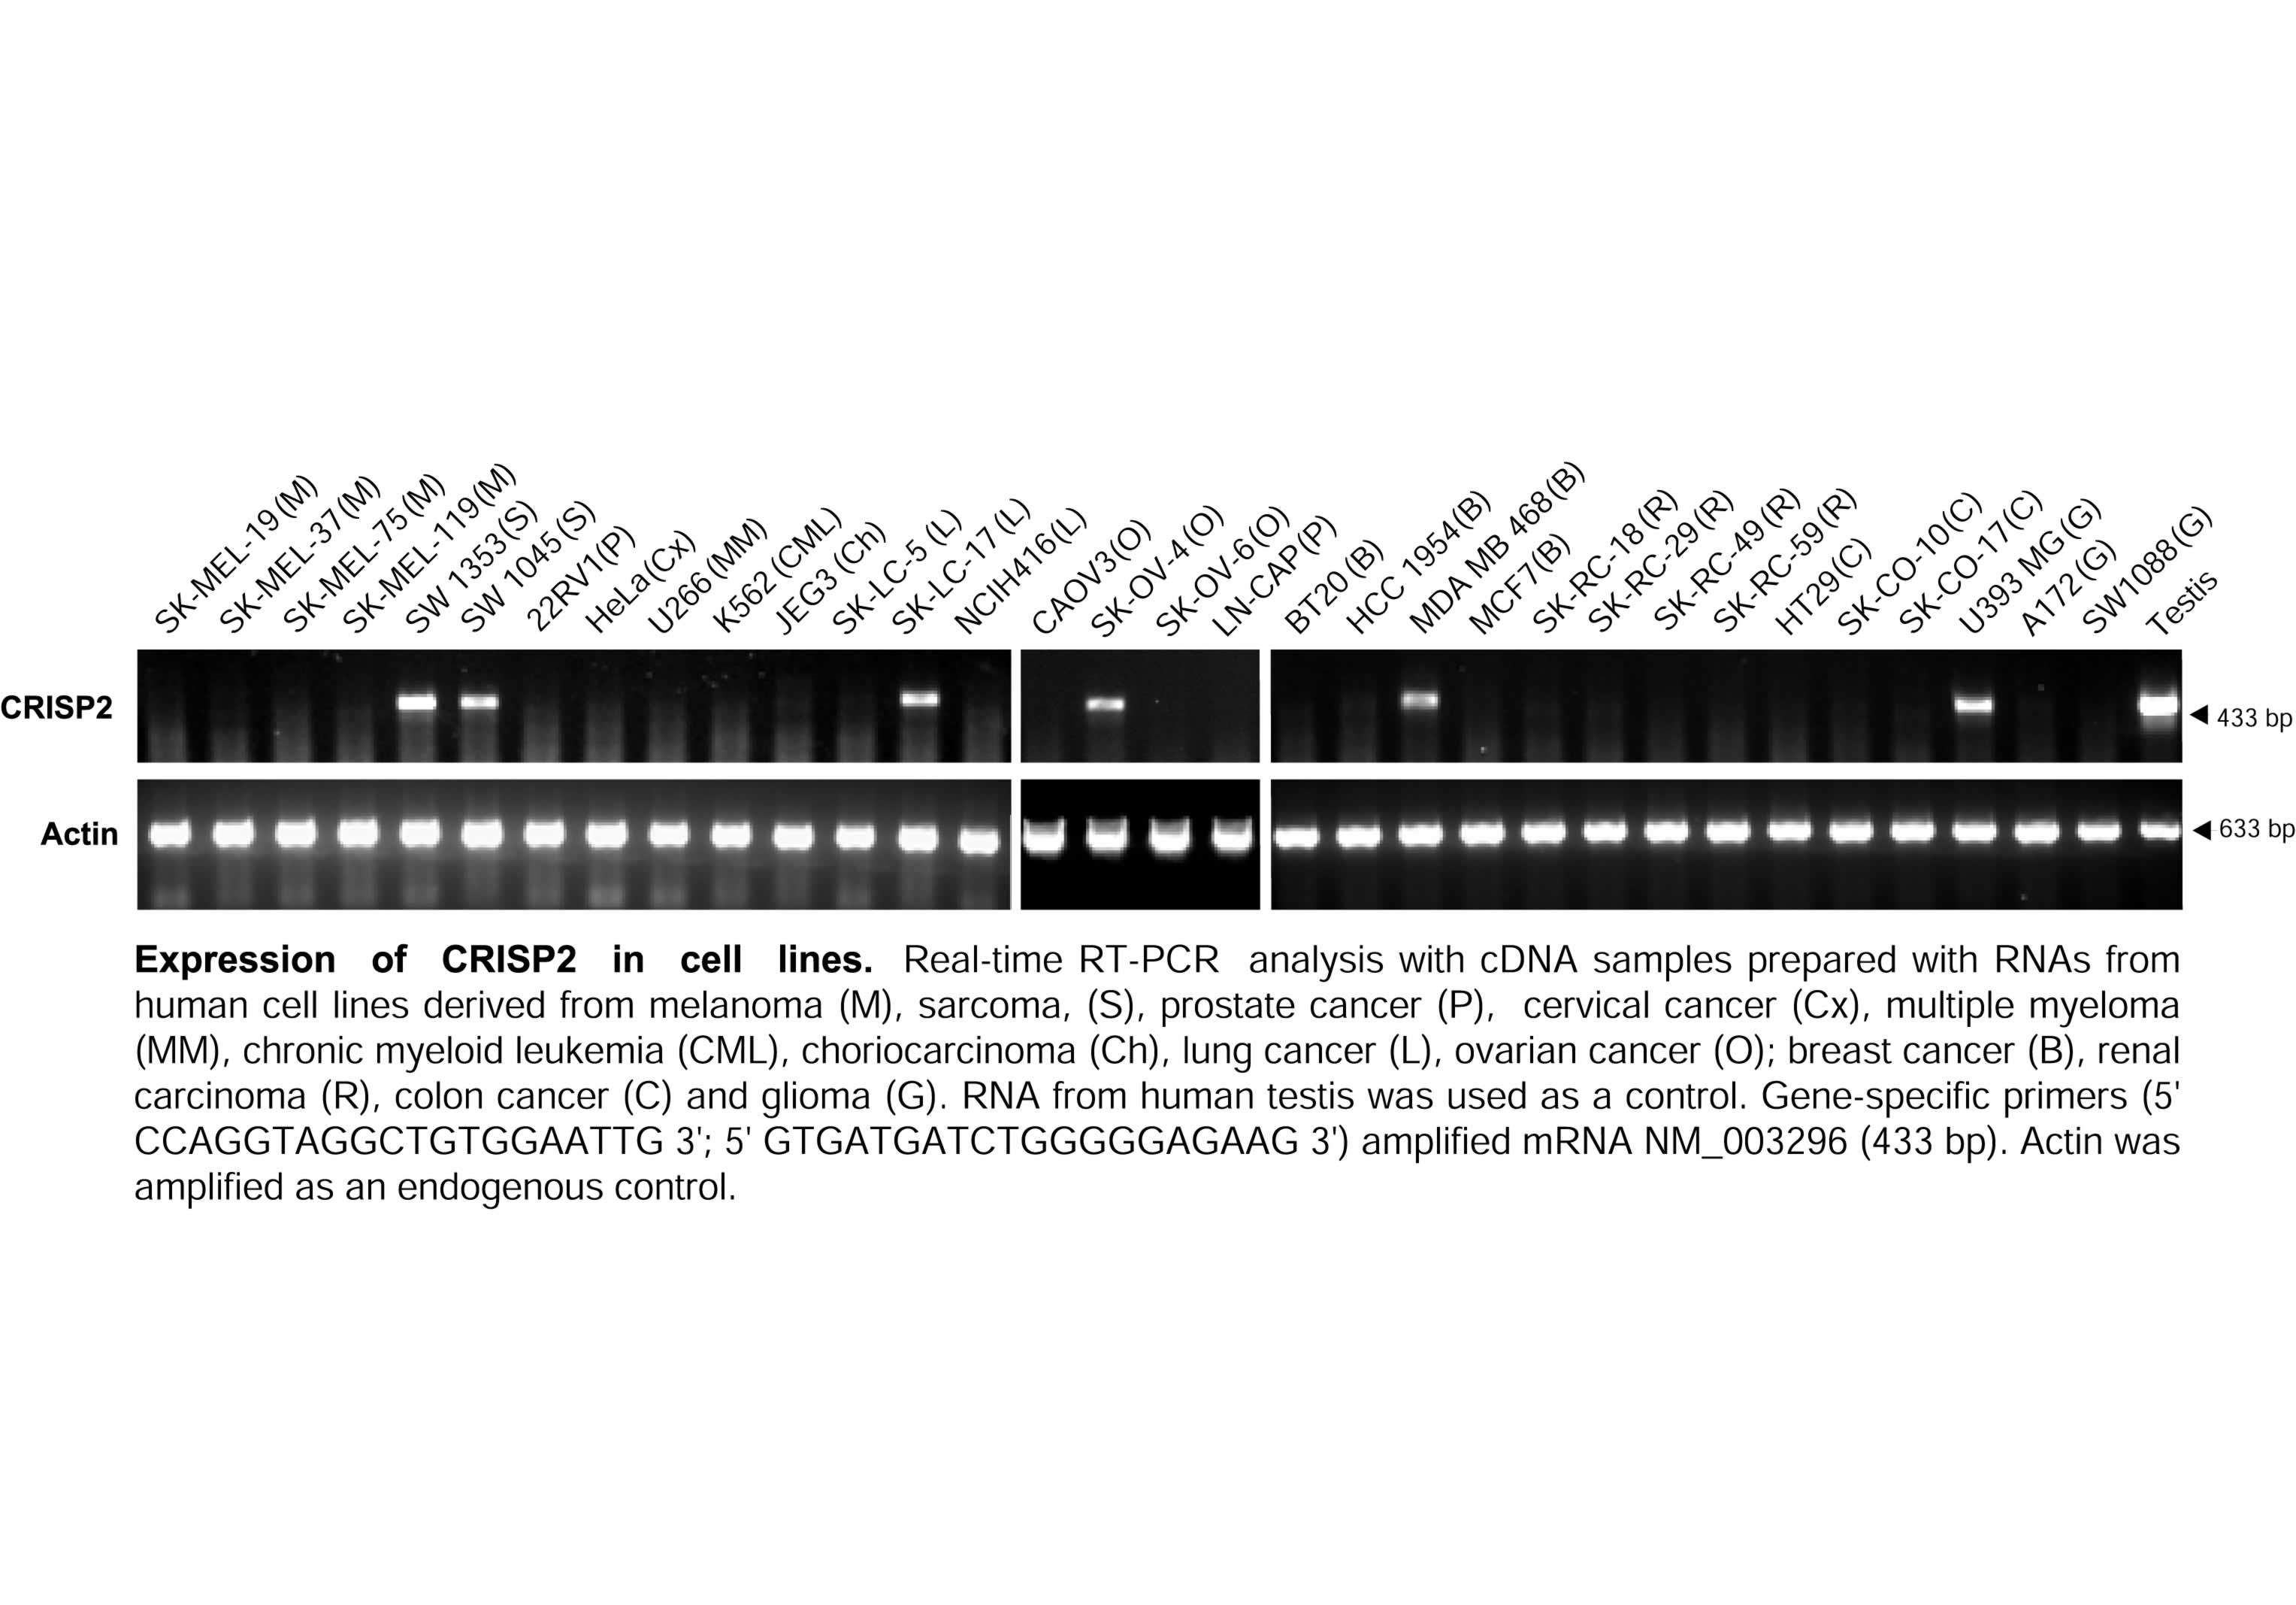 SK-MEL-19(M)
SK-MEL-37(M)
SK-MEL-75(M)
SK-MEL-119(M)
SW 1353(S)
SW 1045(S)
22RV1(P)
HeLa(Cx)
U266(MM)
K562(CML)
JEG3 (Ch)
SK-LC-5 (L)
SK-LC-17 (L)
NCIH416(L)
CAOV3(O)
SK-OV-4(O)
SK-OV-6(O)
LN-CAP(P)
BT20(B)
HCC 1954(B)
MDA MB 468(B)
MCF7(B)
SK-RC-18(R)
SK-RC-29(R)
SK-RC-49(R)
SK-RC-59(R)
HT29(C)
SK-CO-10(C)
SK-CO-17(C)
U393 MG(G)
A172(G)
SW1088(G)
Testis
CRISP2
433 bp
Actin
633 bp
Expression of CRISP2 in cell lines. Real-time RT-PCR analysis with cDNA samples prepared with RNAs from
human cell lines derived from melanoma (M), sarcoma, (S), prostate cancer (P), cervical cancer (Cx), multiple myeloma
(MM), chronic myeloid leukemia (CML), choriocarcinoma (Ch), lung cancer (L), ovarian cancer (O); breast cancer (B), renal
carcinoma (R), colon cancer (C) and glioma (G). RNA from human testis was used as a control. Gene-specific primers (5'
CCAGGTAGGCTGTGGAATTG 3'; 5' GTGATGATCTGGGGGAGAAG 3') amplified mRNA NM_003296 (433 bp). Actin was
amplified as an endogenous control.